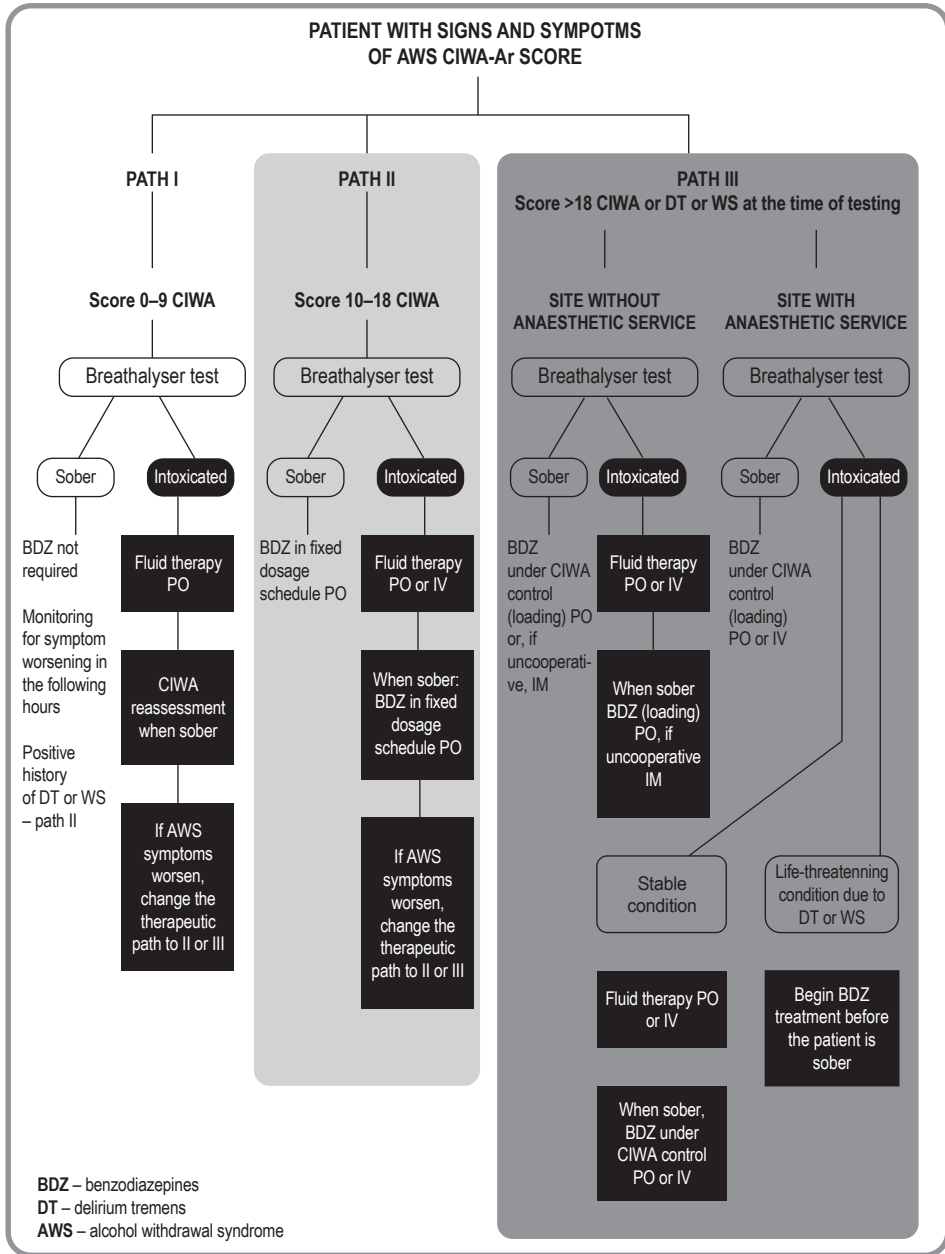 PATIENT WITH SIGNS AND SYMPOTMS
OF AWS CIWA-Ar SCORE
PATH I
Score 0–9 CIWA
Breathalyser test
Sober
BDZ not
required
Monitoring
for symptom
worsening in
the following
hours
Positive
history
of DT or WS
– path II
Intoxicated
Fluid therapy
PO
CIWA
reassessment
when sober
If AWS
symptoms
worsen,
change the
therapeutic
path to II or III
PATH II
Score 10–18 CIWA
Breathalyser test
Sober
BDZ in fixed
dosage
schedule PO
Intoxicated
Fluid therapy
PO or IV
When sober:
BDZ in fixed
dosage
schedule PO
If AWS
symptoms
worsen,
change the
therapeutic
path to II or III
PATH III
Score >18 CIWA or DT or WS at the time of testing
SITE WITHOUT
ANAESTHETIC SERVICE
Breathalyser test
Sober
BDZ
under CIWA
control
(loading) PO
or, if
uncooperati-
ve, IM
Intoxicated
Fluid therapy
PO or IV
When sober
BDZ (loading)
PO, if
uncooperative
IM
SITE WITH
ANAESTHETIC SERVICE
Breathalyser test
Sober
BDZ
under CIWA
control
(loading)
PO or IV
Intoxicated
Stable
condition
Fluid therapy PO
or IV
When sober,
BDZ under
CIWA control
PO or IV
Life-threatenning
condition due to
DT or WS
Begin BDZ
treatment before
the patient is
sober
BDZ – benzodiazepines
DT – delirium tremens
AWS – alcohol withdrawal syndrome